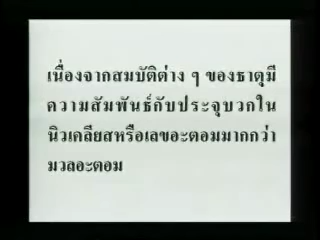 เนื่องจากสมบัติต่าง ๆ ของธาตุมี
ความสัมพันธ์กับประจุบวกใน
นิวเคลียสหรือเลขอะตอมมากกว่า
มวลอะตอม